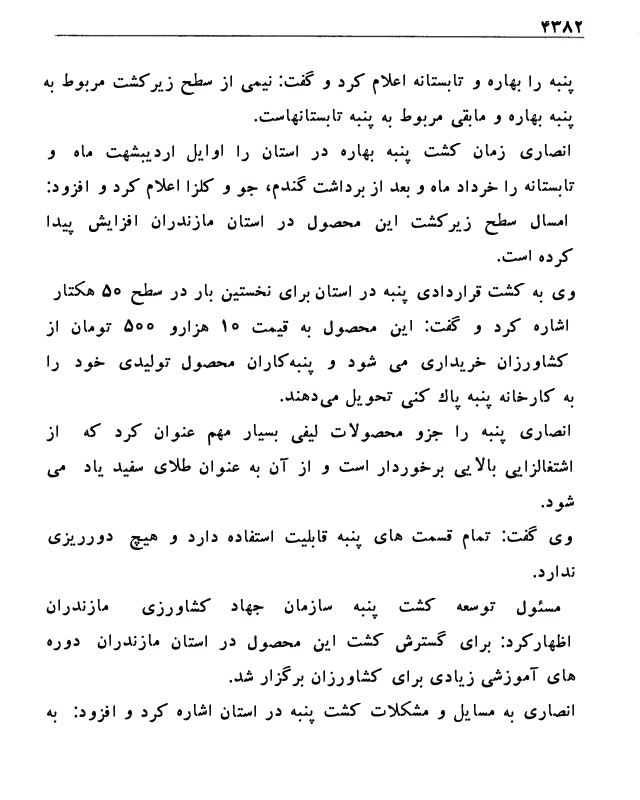 ۴۳۸۲
پنبه را بهاره و تابستانه اعلام کرد و گفت: نیمی از سطح زیرکشت مربوط به
پنبه بهاره و مابقی مربوط به پنبه تابستانهاست.
انصاری زمان کشت پنبه بهاره در استان را اوایل اردیبشهت ماه و
تابستانه را خرداد ماه و بعد از برداشت گندم، جو و کلزا اعلام کرد و افزود:
امسال سطح زیرکشت این محصول در استان مازندران افزایش پیدا
کرده است.
وی به کشت قراردادی پنبه در استان برای نخستین بار در سطح ۵۰ هکتار
اشاره کرد و گفت: این محصول به قیمت ۱۰ هزارو ۵۰۰ تومان از
کشاورزان خریداری می شود و پنبه‌کاران محصول تولیدی خود را
به کارخانه پنبه پاك کنی تحویل می‌دهند.
انصاری پنبه را جزو محصولات لیفی بسیار مهم عنوان کرد که از
اشتغالزایی بالایی برخوردار است و از آن به عنوان طلای سفید یاد می
شود.
وی گفت: تمام قسمت های پنبه قابلیت استفاده دارد و هیچ دورریزی
ندارد.
مسئول توسعه کشت پنبه سازمان جهاد کشاورزی مازندران
اظهارکرد: برای گسترش کشت این محصول در استان مازندران دوره
های آموزشی زیادی برای کشاورزان برگزار شد.
انصاری به مسایل و مشکلات کشت پنبه در استان اشاره کرد و افزود: به